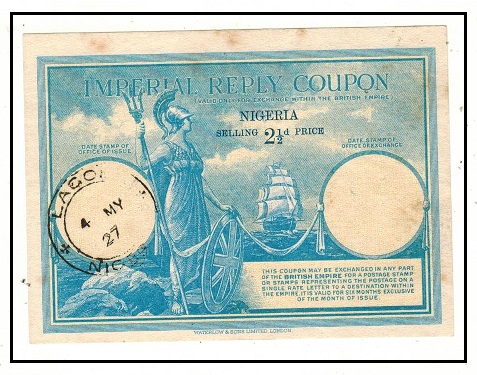 IMPERIAL REPLY COUPON
(VALID ONLY FOR EXCHANGE WITHIN THE BRITISH EMPIRE)
NIGERIA
SELLING 2½d PRICE
DATE STAMP OF
OFFICE OF ISSUE.
DATE STAMP
OFFICE OF EXCHANGE.
LAGO
4 MY
27
THIS COUPON MAY BE EXCHANGED IN ANY PART
OF THE BRITISH EMPIRE FOR A POSTAGE STAMP
OR STAMPS REPRESENTING THE POSTAGE ON A
SINGLE RATE LETTER TO A DESTINATION WITHIN
THE EMPIRE. IT IS VALID FOR SIX MONTHS EXCLUSIVE
OF THE MONTH OF ISSUE.
WATERLOW & SONS LIMITED, LONDON.